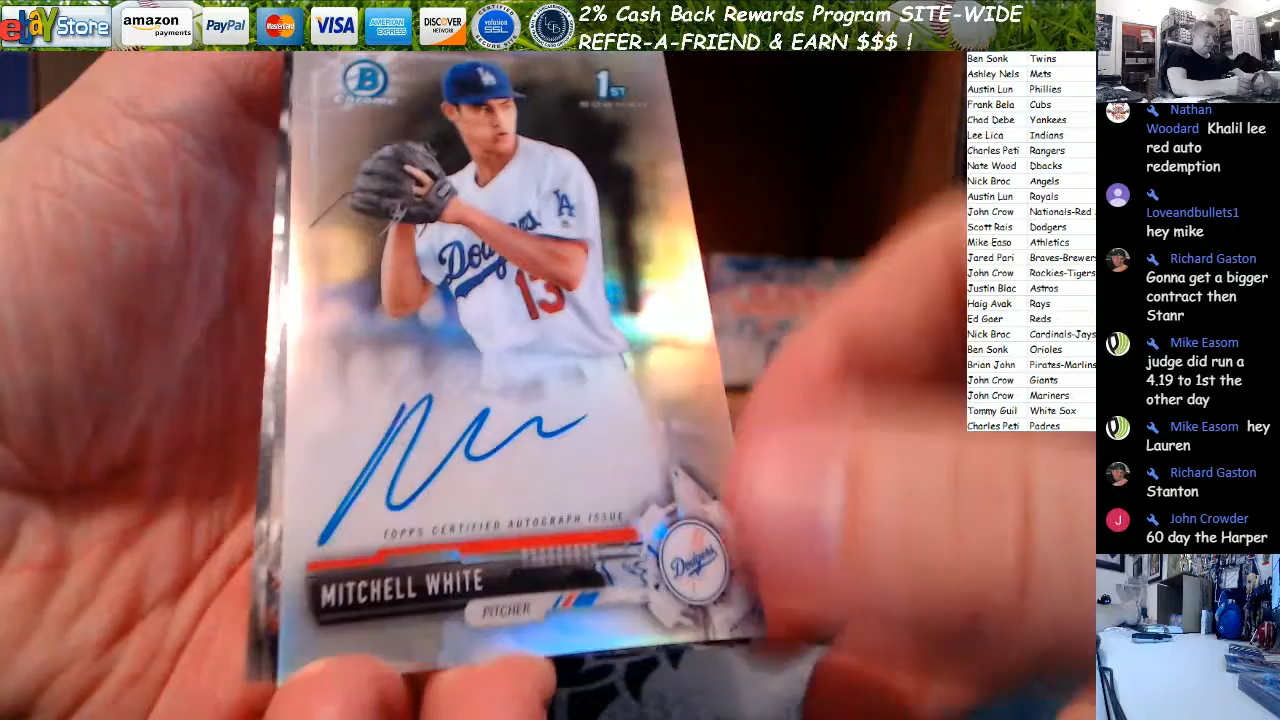 ebay Store
amazon
payments
PayPal
MasterCard
VISA
AMERICAN
EXPRESS
DISCOVER
NETWORK
CERTIFIED
volusion
SSL
SECURE SITE
2% Cash Back Rewards Program SITE-WIDE
REFER-A-FRIEND & EARN $$$ !
B
Chrome
1ST
BOWMAN
LA
LA
Dodgers
13
TOPPS CERTIFIED AUTOGRAPH ISSUE
PROSPECTS
MITCHELL WHITE
PITCHER
Dodgers
Ben Sonk Twins
Ashley Nels Mets
Austin Lun Phillies
Frank Bela Cubs
Chad Debe Yankees
Lee Lica Indians
Charles Peti Rangers
Nate Wood Dbacks
Nick Broc Angels
Austin Lun Royals
John Crow Nationals-Red
Scott Rais Dodgers
Mike Easo Athletics
Jared Pari Braves-Brewer
John Crow Rockies-Tigers
Justin Blac Astros
Haig Avak Rays
Ed Gaer Reds
Nick Broc Cardinals-Jays
Ben Sonk Orioles
Brian John Pirates-Marlins
John Crow Giants
John Crow Mariners
Tommy Guil White Sox
Charles Peti Padres
Nathan
Woodard Khalil lee
red auto
redemption
Loveandbullets1
hey mike
Richard Gaston
Gonna get a bigger
contract then
Stanr
Mike Easom
judge did run a
4.19 to 1st the
other day
Mike Easom hey
Lauren
Richard Gaston
Stanton
J
John Crowder
60 day the Harper